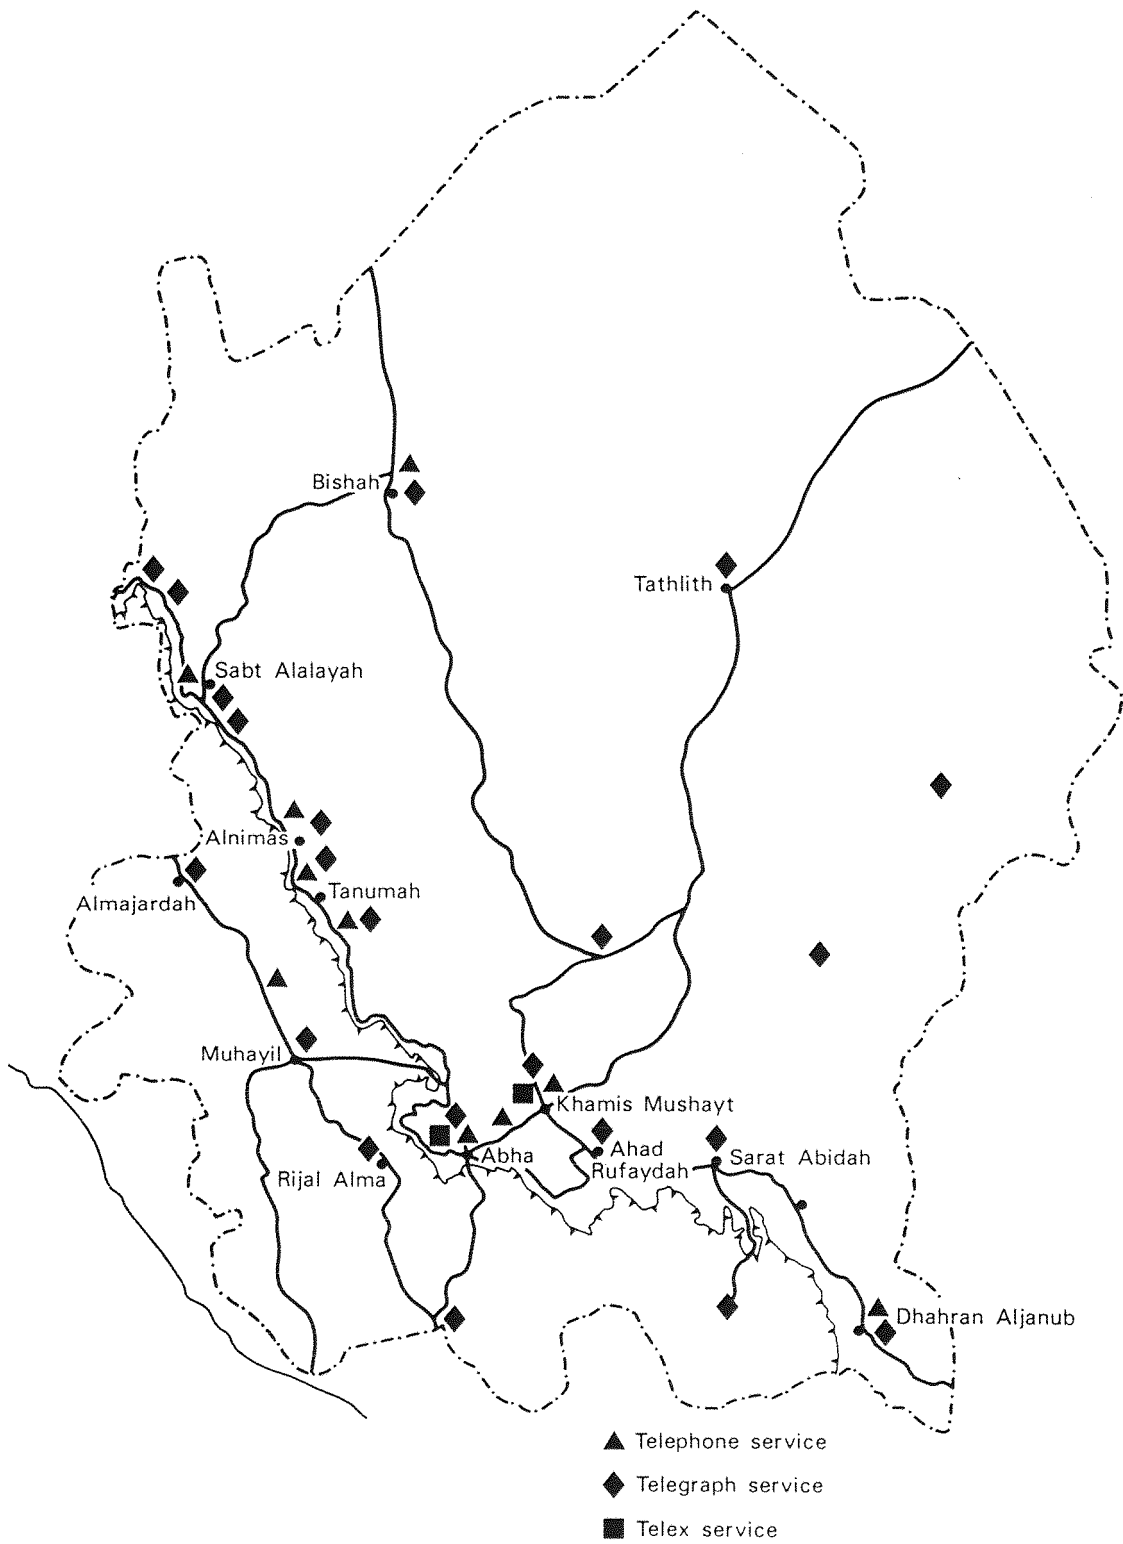 Bishah
Tathlith
Sabt Alalayah
Alnimas
Tanumah
Almajardah
Muhayil
Khamis Mushayt
Abha
Ahad
Rufaydah
Sarat Abidah
Rijal Alma
Dhahran Aljanub
Telephone service
Telegraph service
Telex service